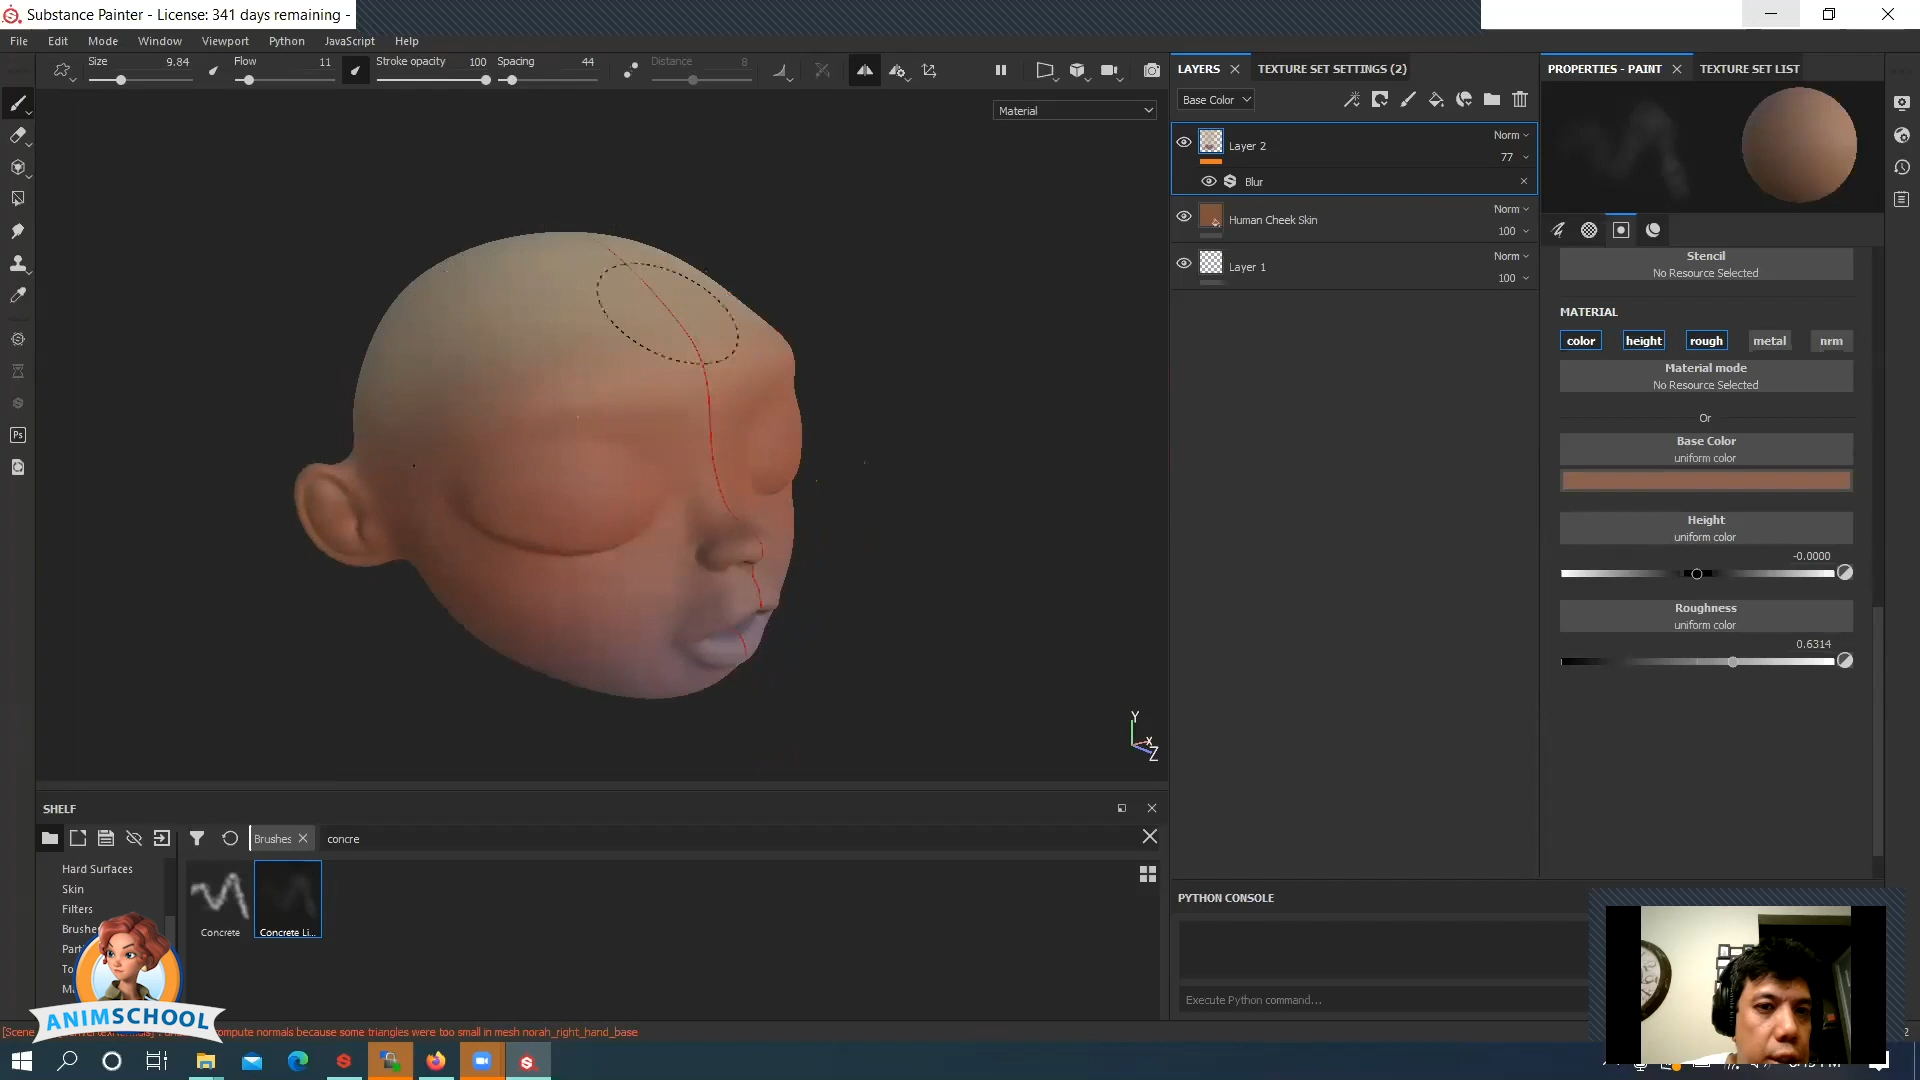 Substance Painter - License: 341 days remaining -
File Edit Mode Window Viewport Python JavaScript Help
Size 9.84 Flow 11 Stroke opacity 100 Spacing 44 Distance 8
Material
LAYERS TEXTURE SET SETTINGS (2)
Base Color
Layer 2 Norm
77
Blur
Human Cheek Skin Norm
100
Layer 1 Norm
100
PROPERTIES - PAINT TEXTURE SET LIST
Stencil
No Resource Selected
MATERIAL
color height rough metal nrm
Material mode
No Resource Selected
Or
Base Color
uniform color
Height
uniform color
-0.0000
Roughness
uniform color
0.6314
Ps
Y
X
Z
SHELF
Brushes concre
Hard Surfaces
Skin
Filters
Concrete
Concrete Li...
ANIMSCHOOL
PYTHON CONSOLE
Execute Python command...
[Scene
compute normals because some triangles were too small in mesh norah_right_hand_base